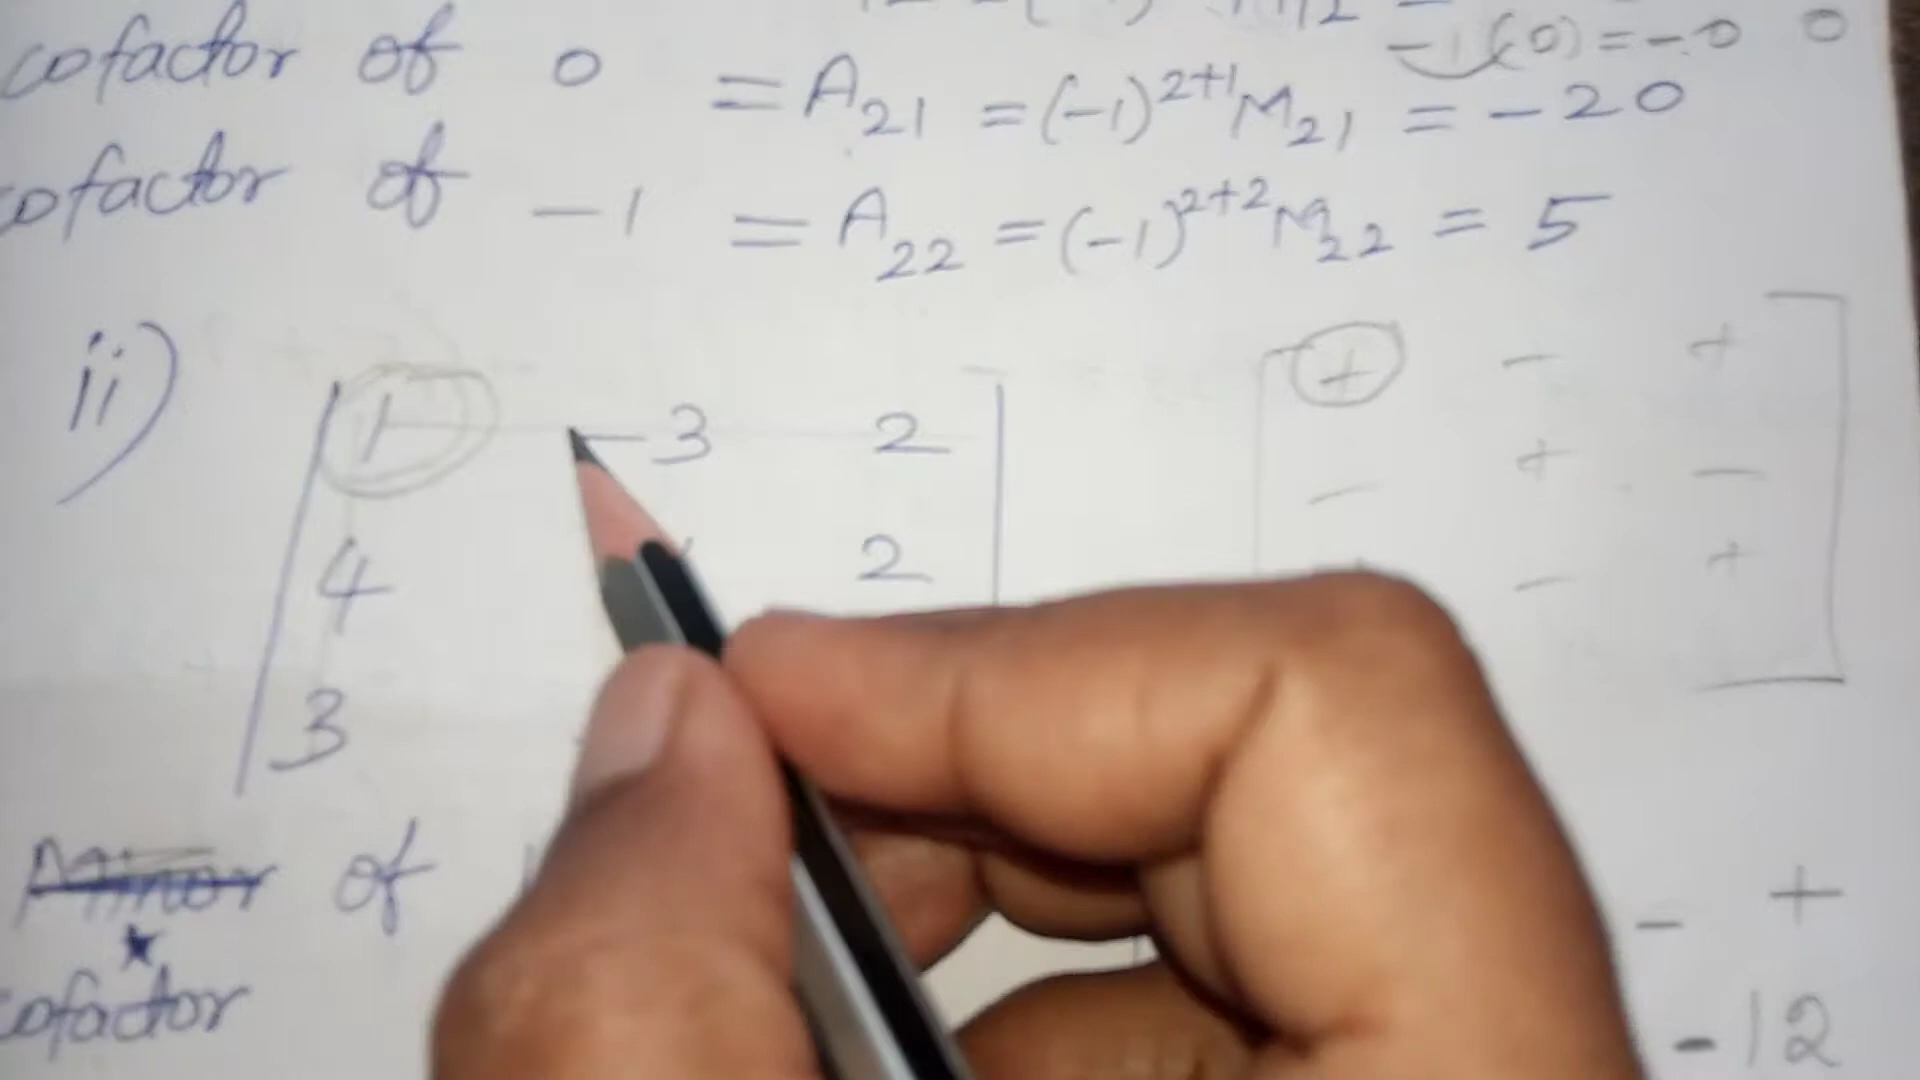 -1(0) = -0 0
cofactor of 0 = A21 = (-1)^2+1 M21 = -20
cofactor of -1 = A22 = (-1)^2+2 M22 = 5
ii) | 1 -3 2 |
4 2
3
+ - +
- + -
- +
of
- +
cofactor
-12